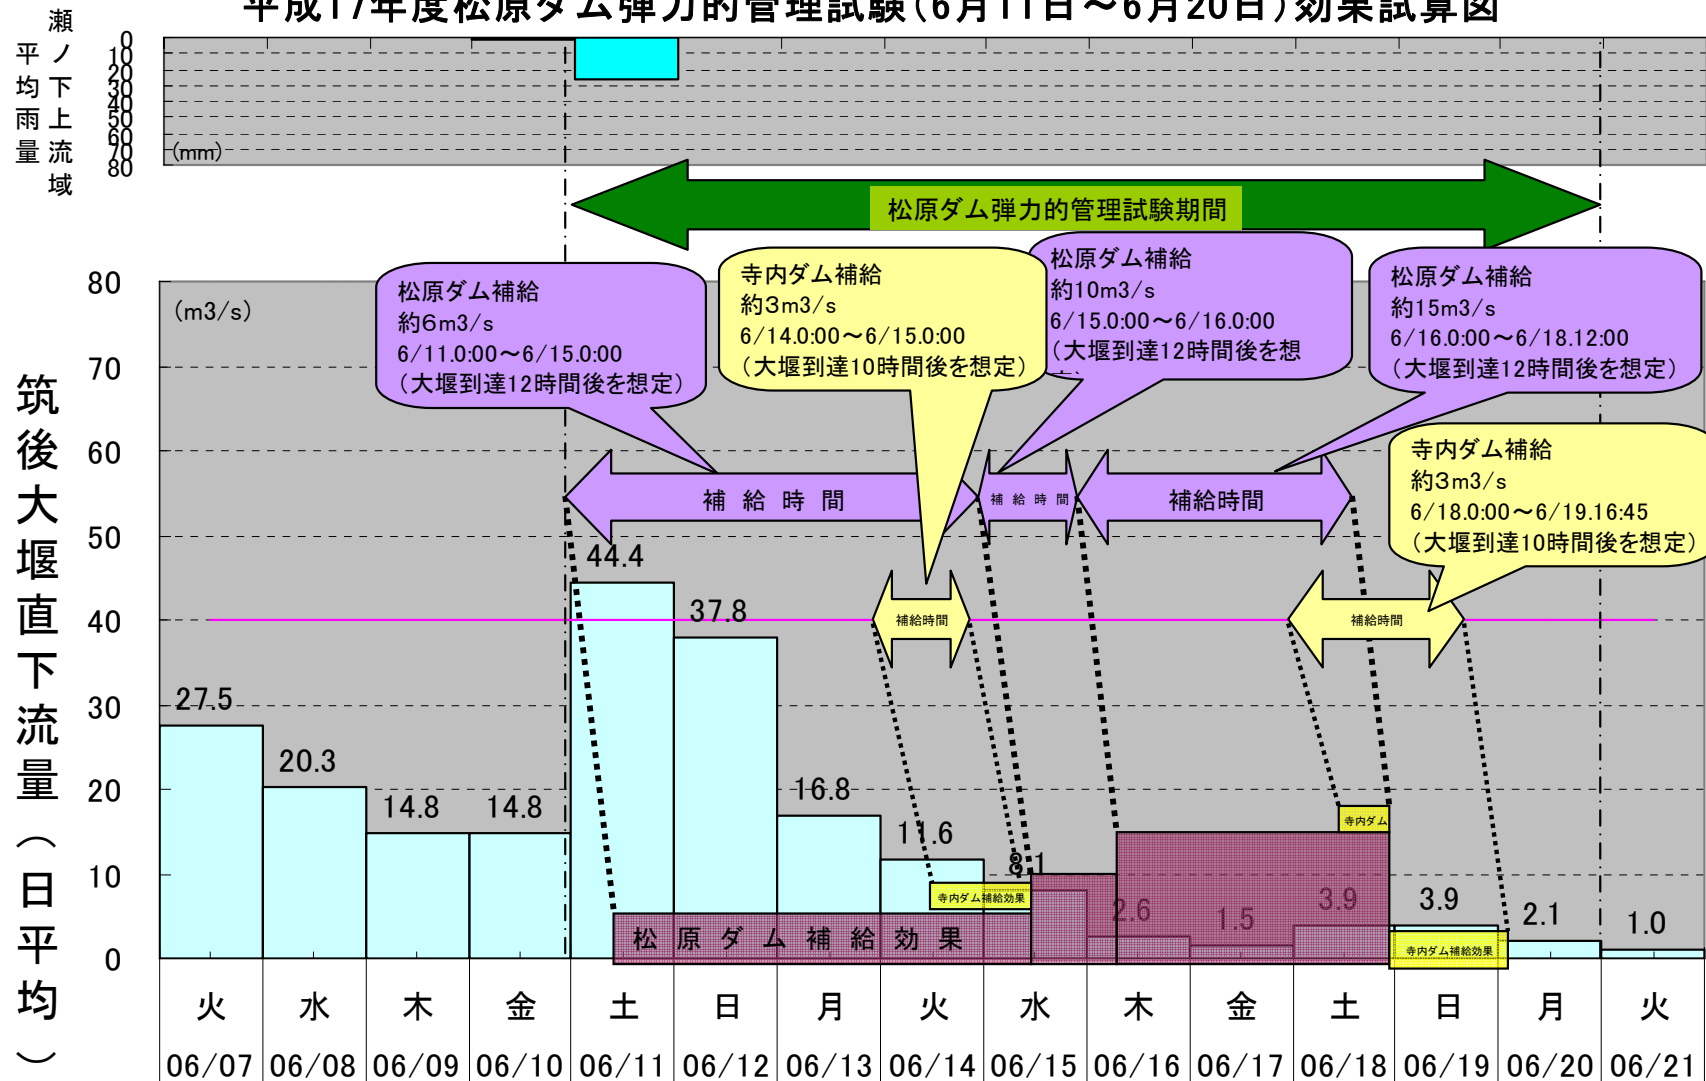 平成17年度松原ダム弾力的管理試験（6月11日～6月20日）効果試算図
瀬ノ下上流域
平均雨量
0
10
20
30
40
50
60
70
80
(mm)
松原ダム弾力的管理試験期間
松原ダム補給
約6m3/s
6/11.0:00～6/15.0:00
（大堰到達12時間後を想定）
寺内ダム補給
約3m3/s
6/14.0:00～6/15.0:00
（大堰到達10時間後を想定）
松原ダム補給
約10m3/s
6/15.0:00～6/16.0:00
（大堰到達12時間後を想
松原ダム補給
約15m3/s
6/16.0:00～6/18.12:00
（大堰到達12時間後を想定）
寺内ダム補給
約3m3/s
6/18.0:00～6/19.16:45
（大堰到達10時間後を想定）
筑後大堰直下流量（日平均）
(m3/s)
80
70
60
50
40
30
20
10
0
補給時間
補給時間
補給時間
補給時間
補給時間
27.5
20.3
14.8
14.8
44.4
37.8
16.8
11.6
8.1
2.6
1.5
3.9
3.9
2.1
1.0
寺内ダム
寺内ダム補給効果
松原ダム補給効果
寺内ダム補給効果
火 水 木 金 土 日 月 火 水 木 金 土 日 月 火
06/07 06/08 06/09 06/10 06/11 06/12 06/13 06/14 06/15 06/16 06/17 06/18 06/19 06/20 06/21